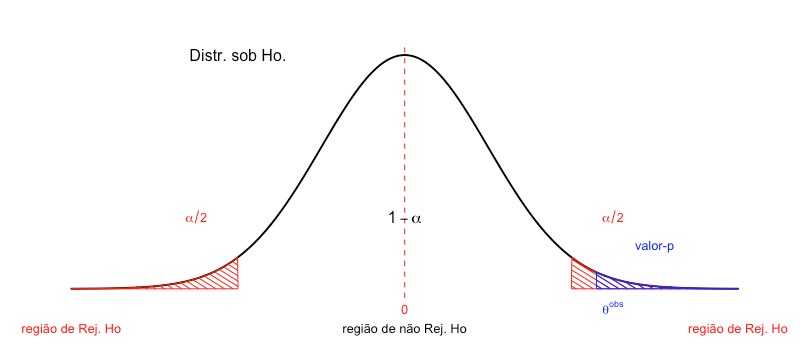 Distr. sob Ho.
α/2
1 - α
α/2
valor-p
0
θ^obs
região de Rej. Ho
região de não Rej. Ho
região de Rej. Ho